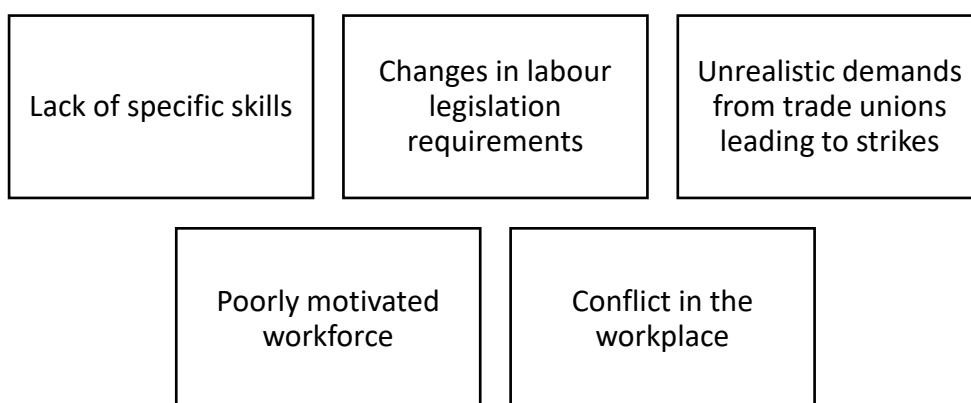 Lack of specific skills
Changes in labour
legislation
requirements
Unrealistic demands
from trade unions
leading to strikes
Poorly motivated
workforce
Conflict in the
workplace